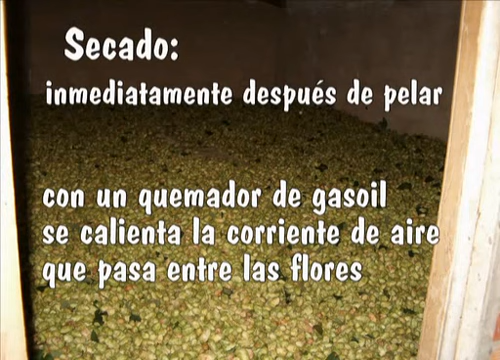 Secado:
inmediatamente después de pelar
con un quemador de gasoil
se calienta la corriente de aire
que pasa entre las flores